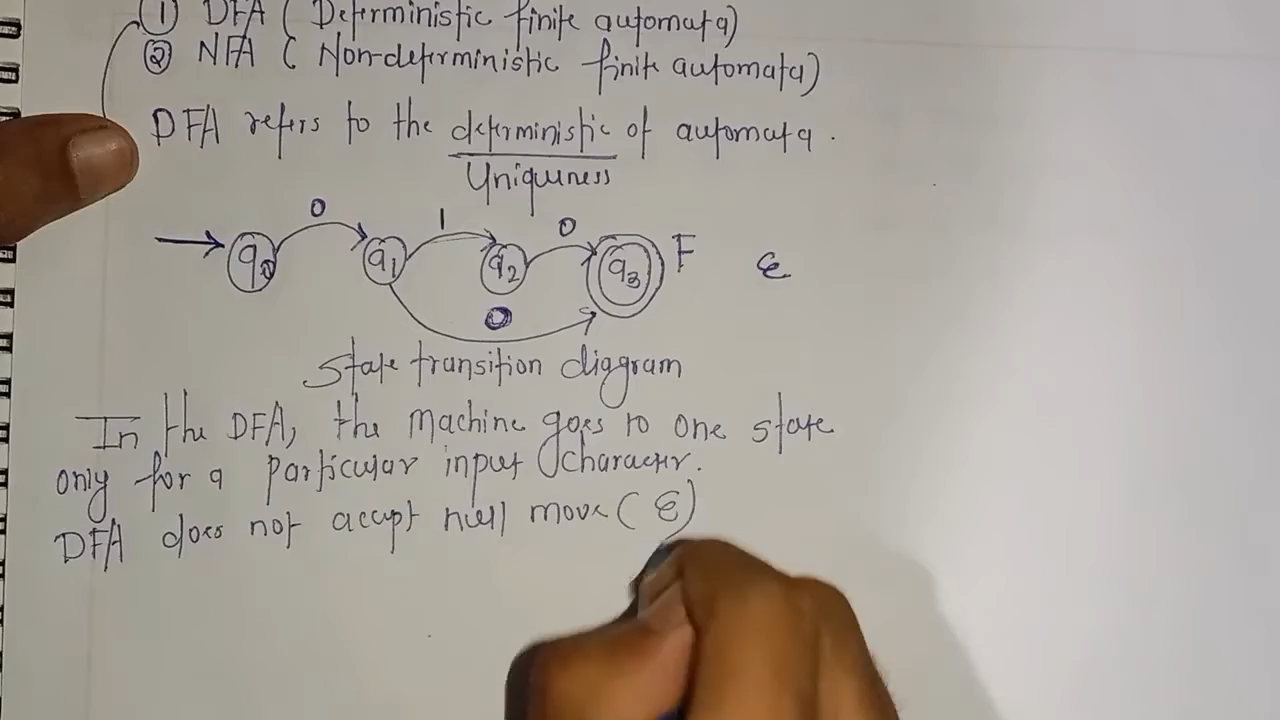 ① DFA ( Deterministic finite automata)
② NFA ( Non-deterministic finite automata)
DFA refers to the deterministic of automata.
Uniqueness
0 1 0
q0 q1 q2 q3 F ε
0
State transition diagram
In the DFA, the machine goes to one state
only for a particular input character.
DFA does not accept null move (ε)